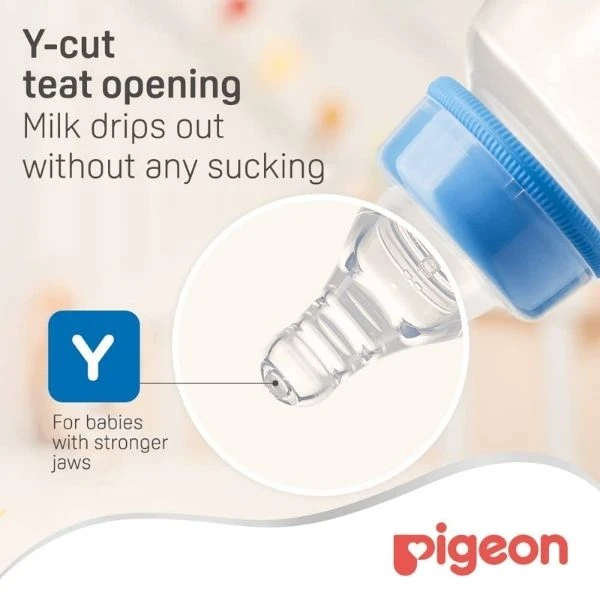 Y-cut
teat opening
Milk drips out
without any sucking
Y
For babies
with stronger
jaws
pigeon